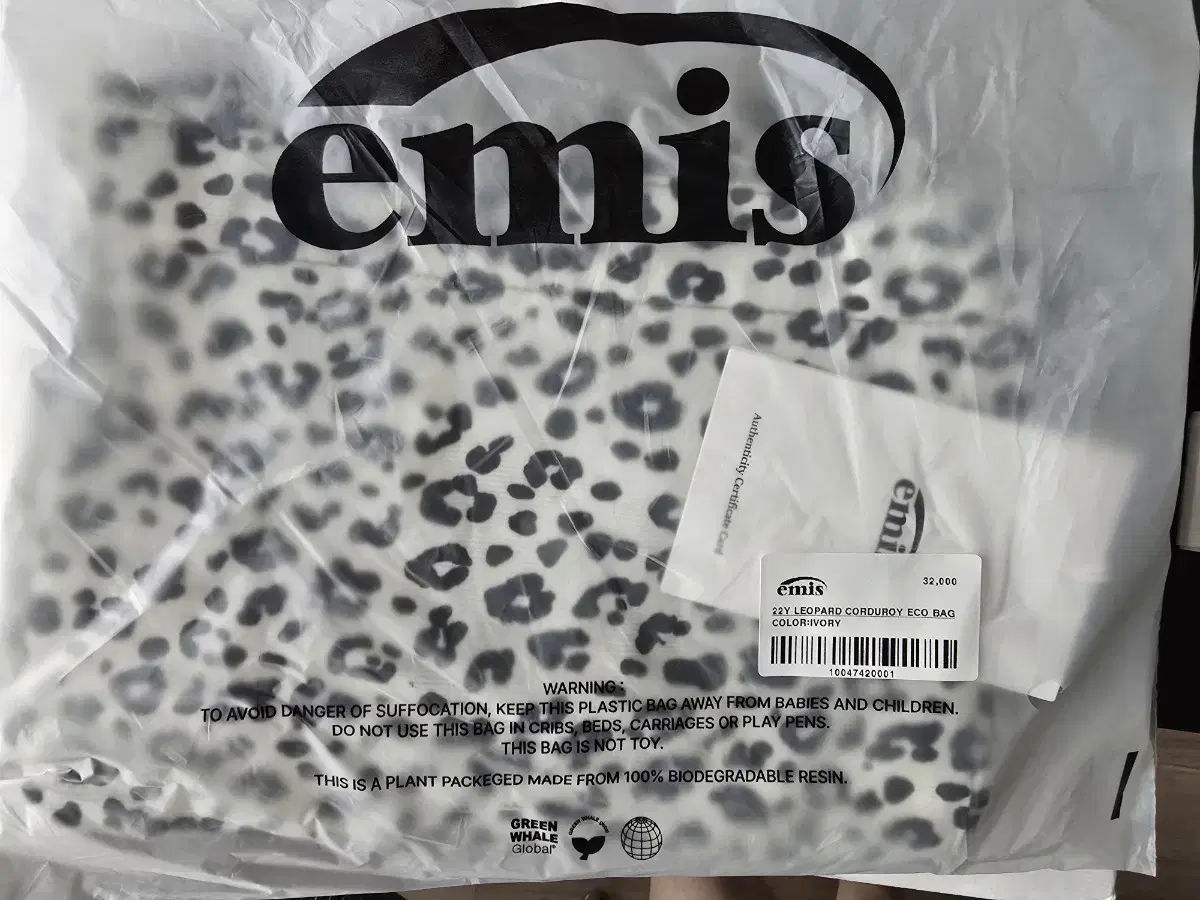 emis
Authenticity Certificate Card
emis
emis
32,000
22Y LEOPARD CORDUROY ECO BAG
COLOR:IVORY
10047420001
WARNING :
TO AVOID DANGER OF SUFFOCATION, KEEP THIS PLASTIC BAG AWAY FROM BABIES AND CHILDREN.
DO NOT USE THIS BAG IN CRIBS, BEDS, CARRIAGES OR PLAY PENS.
THIS BAG IS NOT TOY.
THIS IS A PLANT PACKEGED MADE FROM 100% BIODEGRADABLE RESIN.
GREEN
WHALE
Global